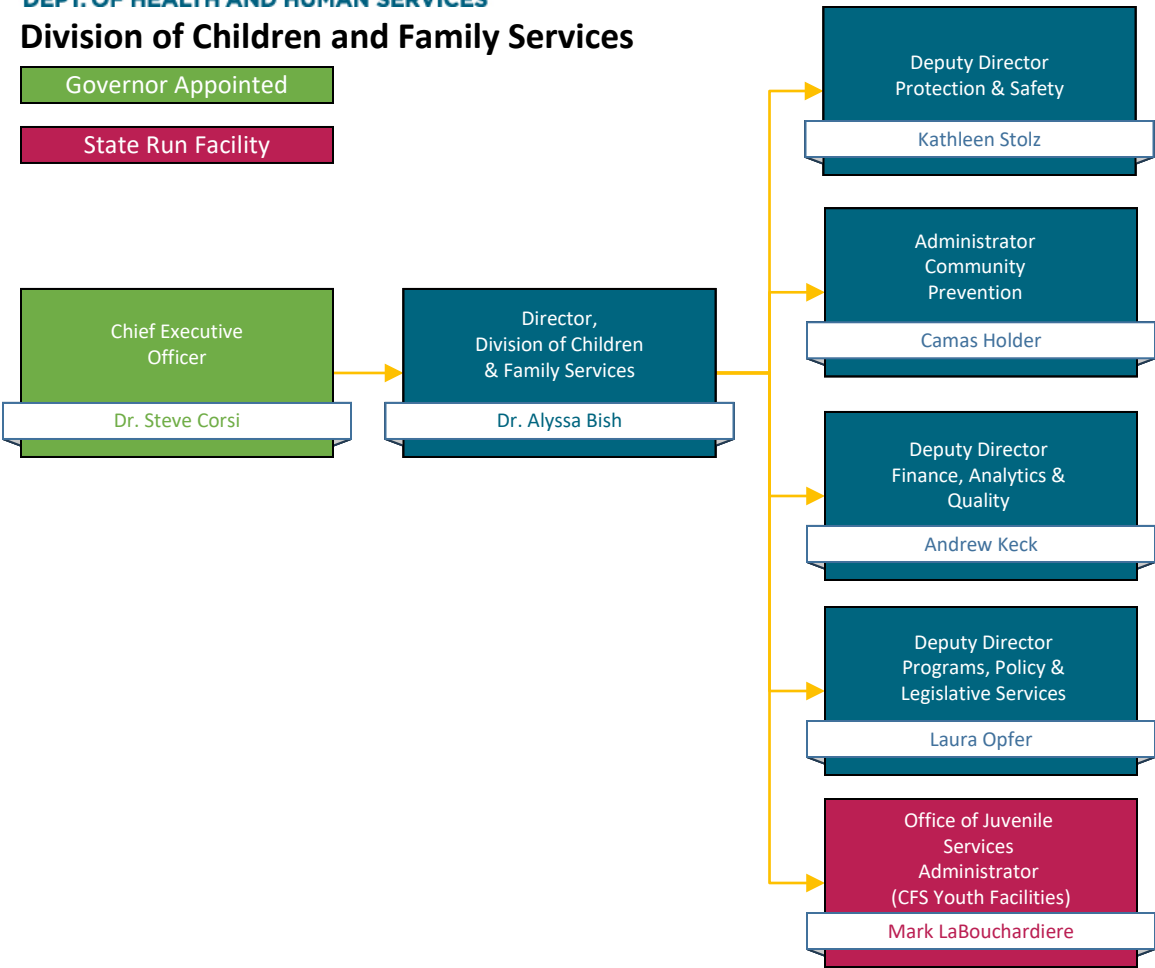 DEPT. OF HEALTH AND HUMAN SERVICES
Division of Children and Family Services
Governor Appointed
State Run Facility
Chief Executive
Officer
Dr. Steve Corsi
Director,
Division of Children
& Family Services
Dr. Alyssa Bish
Deputy Director
Protection & Safety
Kathleen Stolz
Administrator
Community
Prevention
Camas Holder
Deputy Director
Finance, Analytics &
Quality
Andrew Keck
Deputy Director
Programs, Policy &
Legislative Services
Laura Opfer
Office of Juvenile
Services
Administrator
(CFS Youth Facilities)
Mark LaBouchardiere